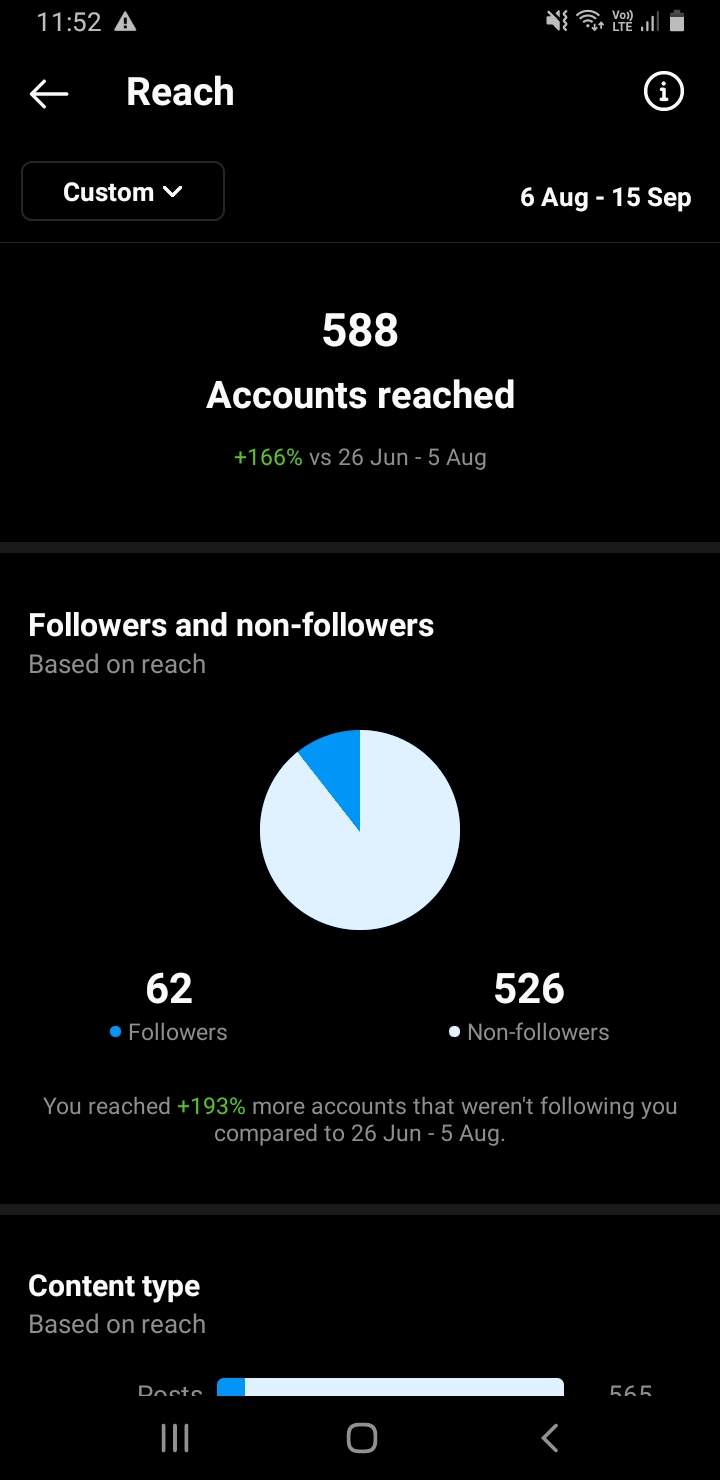 11:52
Vo)) LTE
Reach
Custom
6 Aug - 15 Sep
588
Accounts reached
+166% vs 26 Jun - 5 Aug
Followers and non-followers
Based on reach
62
526
Followers
Non-followers
You reached +193% more accounts that weren't following you
compared to 26 Jun - 5 Aug.
Content type
Based on reach
Posts
565